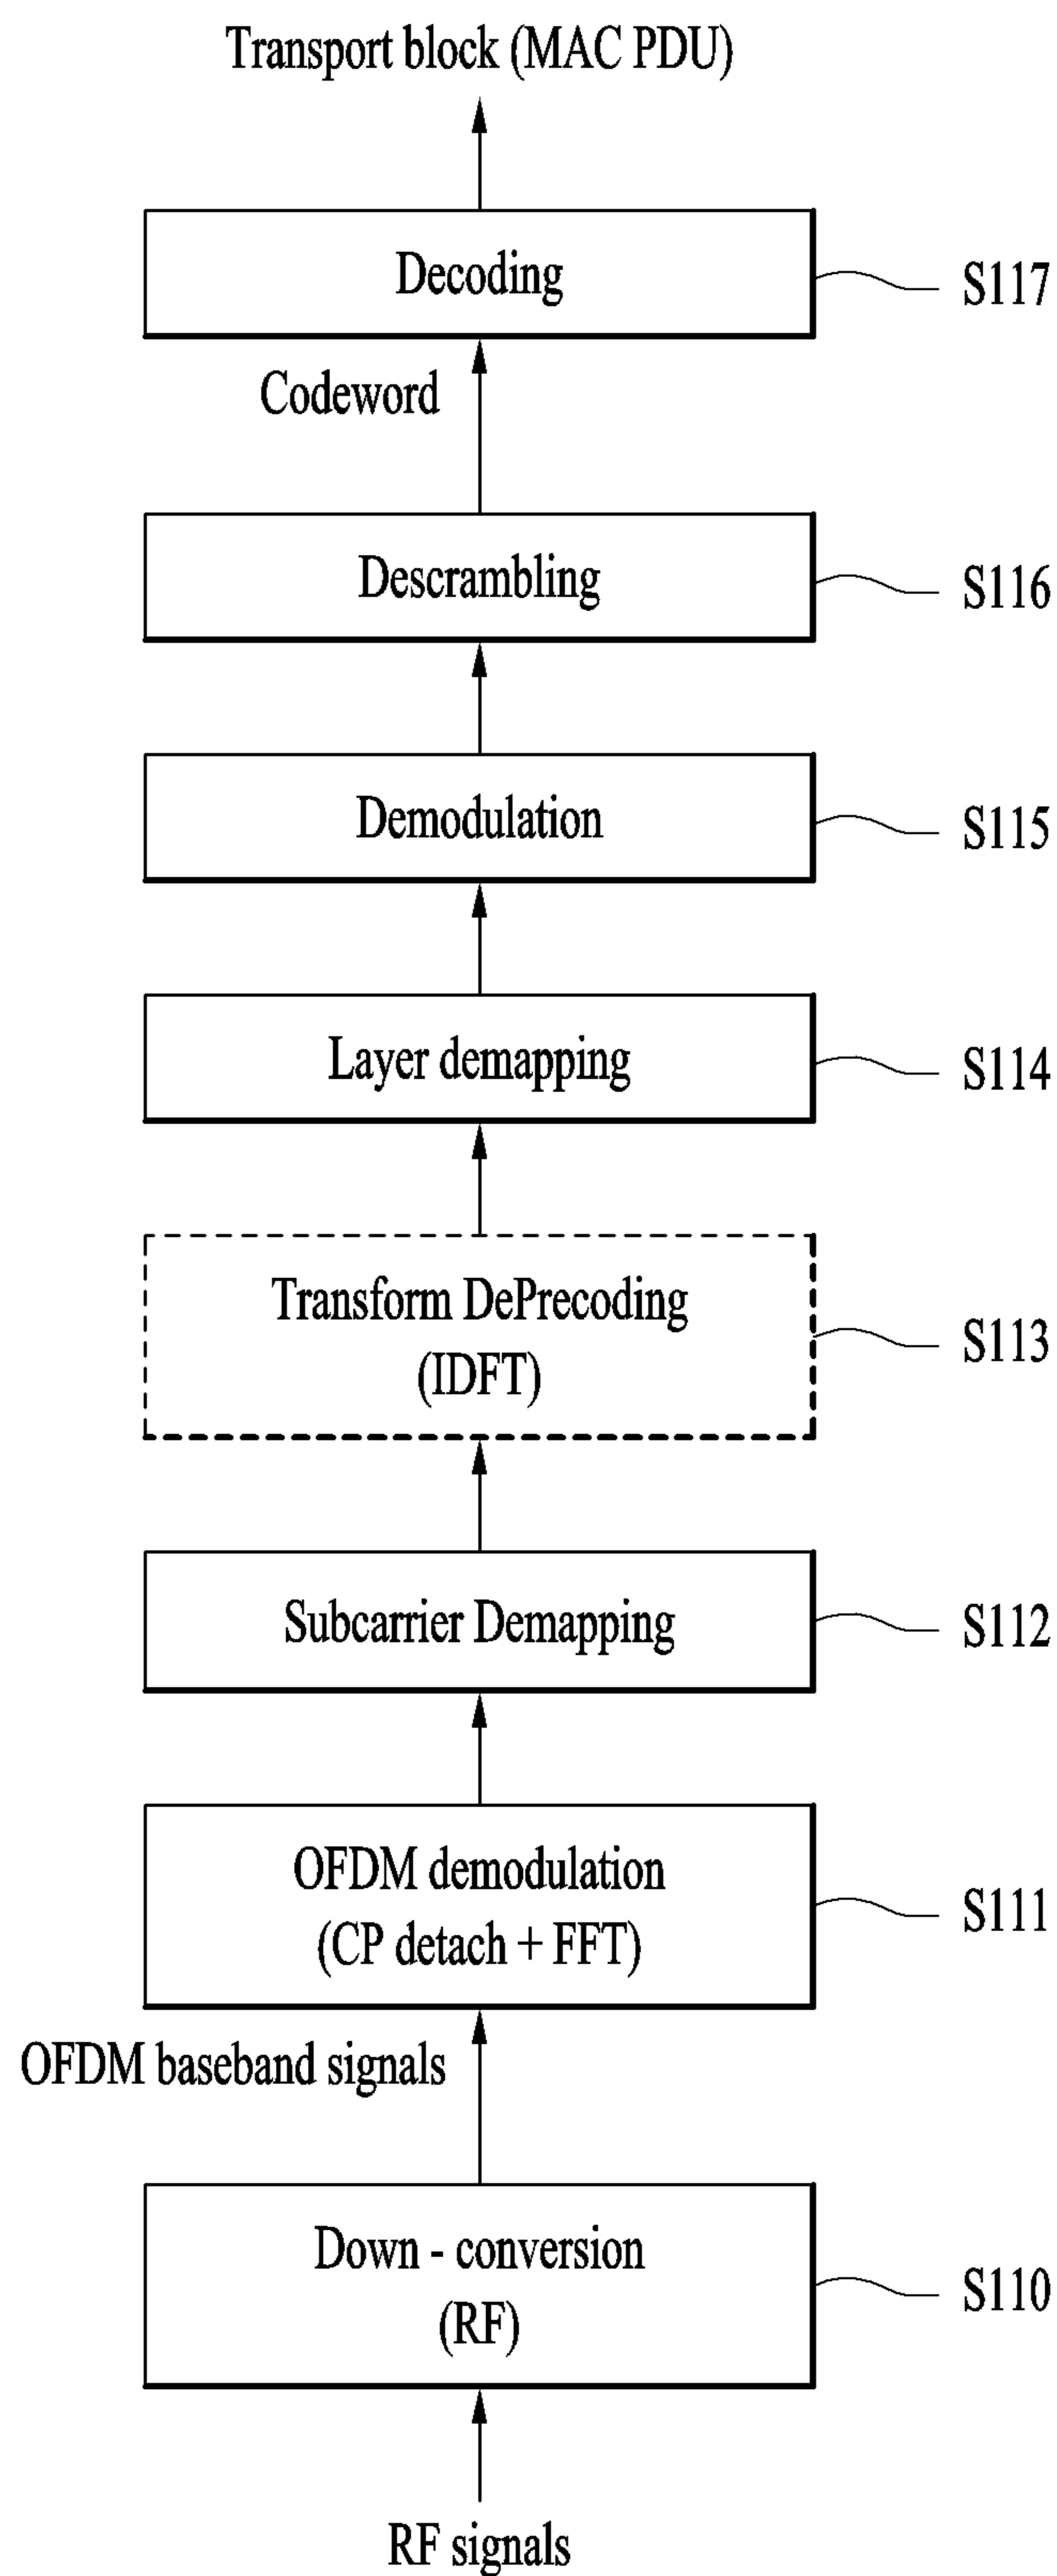 Transport block (MAC PDU)
Decoding
S117
Codeword
Descrambling
S116
Demodulation
S115
Layer demapping
S114
Transform DePrecoding
(IDFT)
S113
Subcarrier Demapping
S112
OFDM demodulation
(CP detach + FFT)
S111
OFDM baseband signals
Down - conversion
(RF)
S110
RF signals